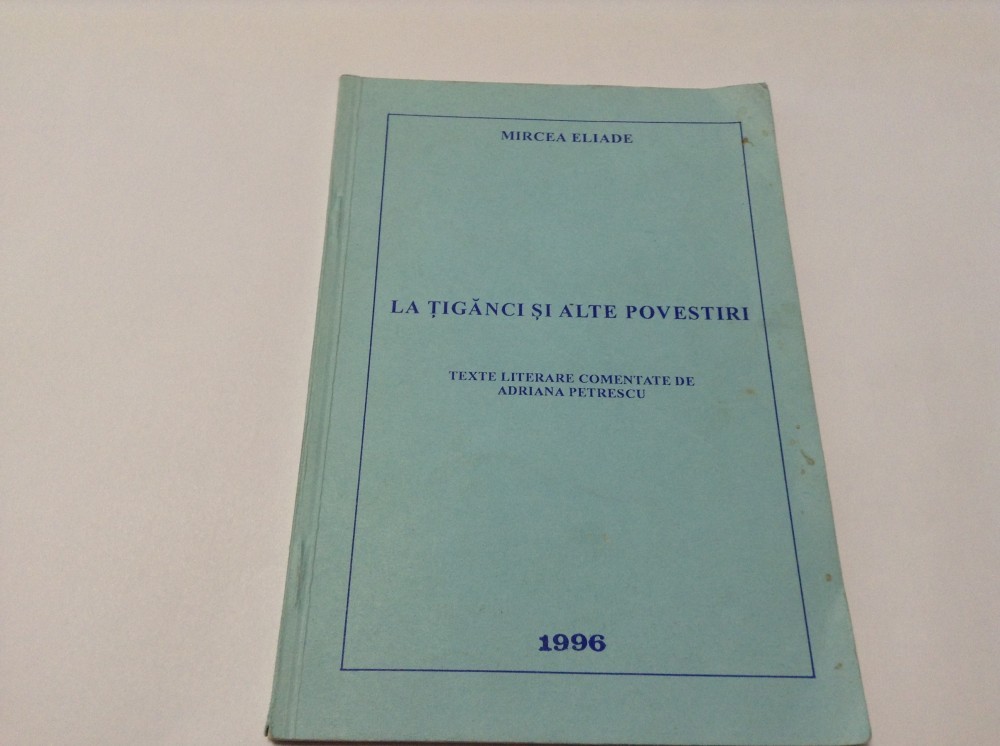 MIRCEA ELIADE
LA ȚIGĂNCI ȘI ALTE POVESTIRI
TEXTE LITERARE COMENTATE DE
ADRIANA PETRESCU
1996